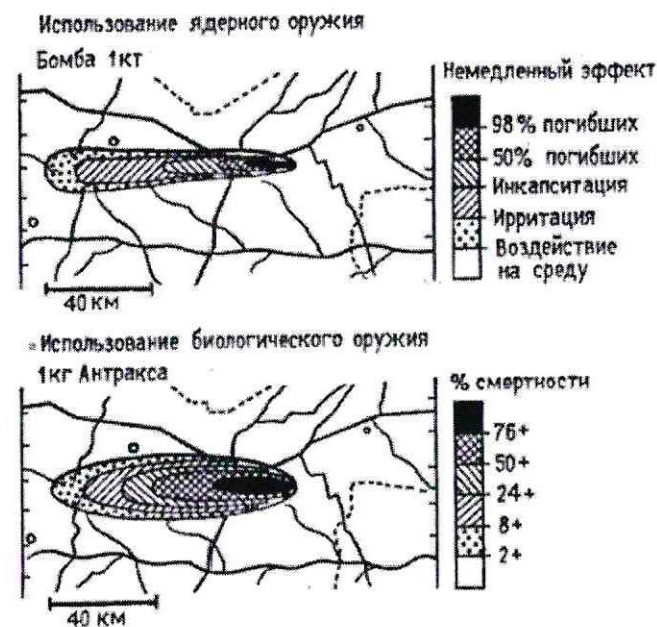 Использование ядерного оружия
Бомба 1кт
Немедленный эффект
98% погибших
50% погибших
Инкапситация
Ирритация
Воздействие
на среду
40 км
Использование биологического оружия
1кг Антракса
% смертности
76+
50+
24+
8+
2+
40 км